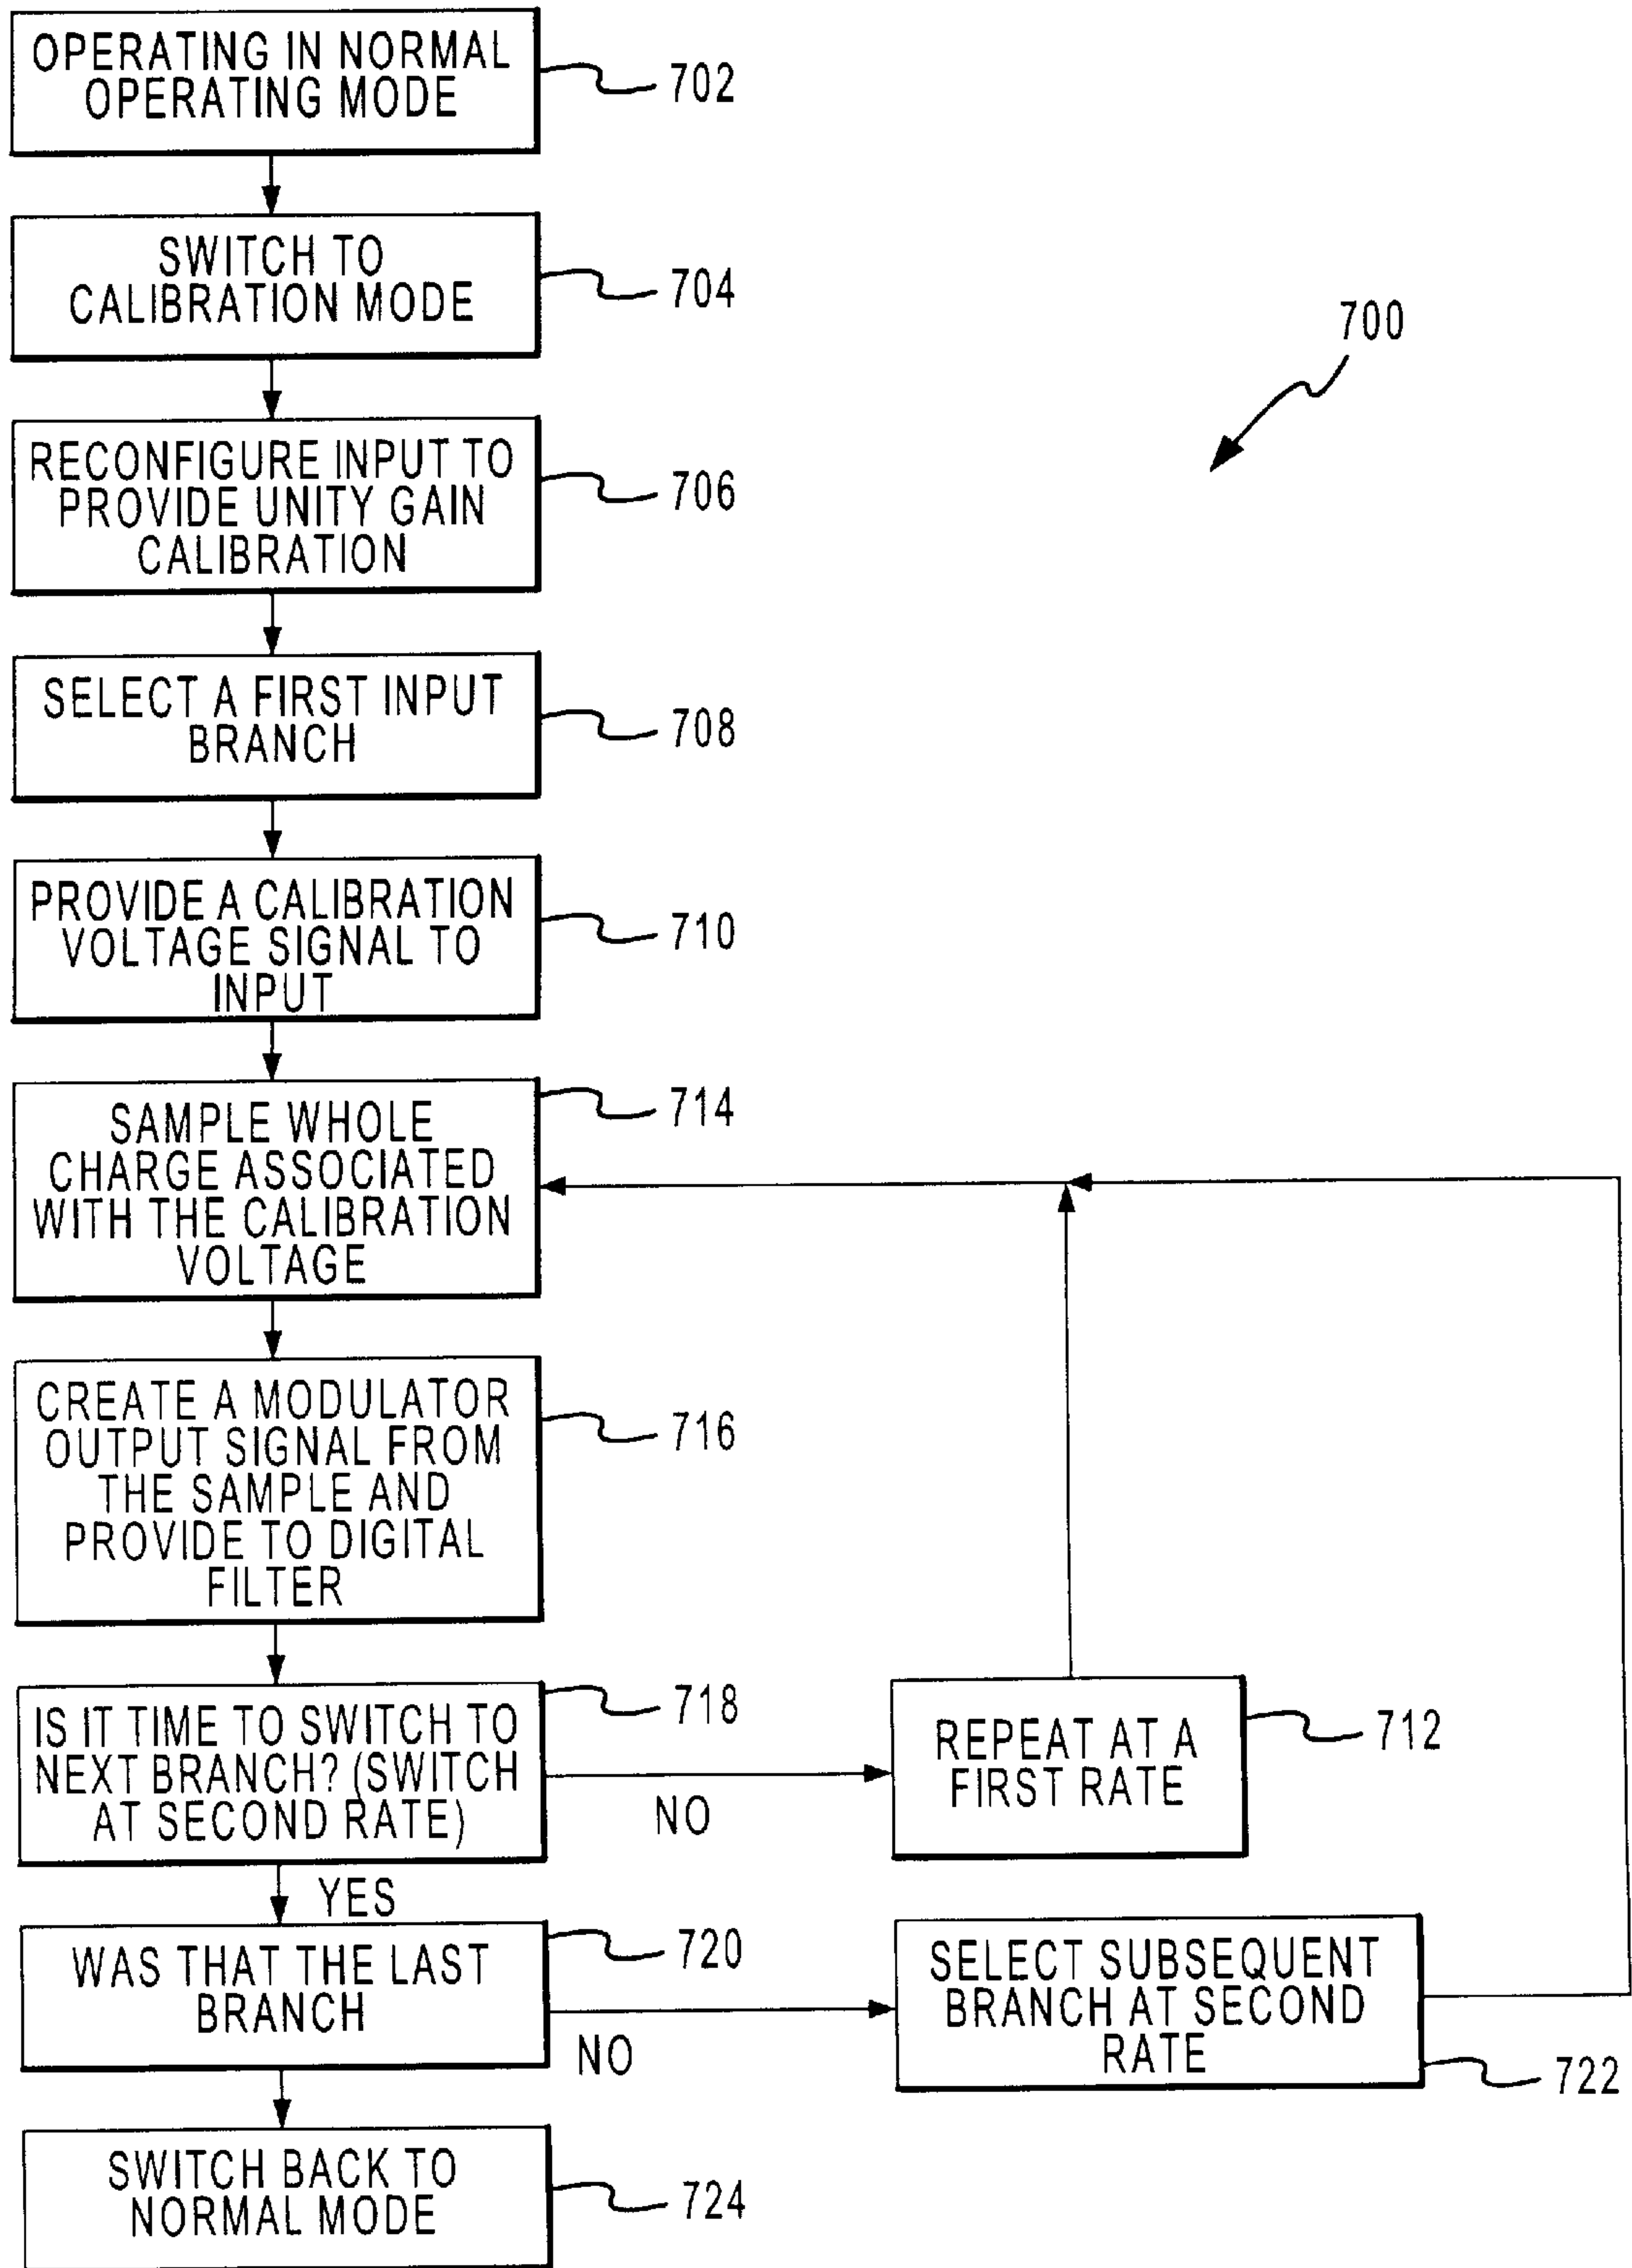 OPERATING IN NORMAL
OPERATING MODE
702
SWITCH TO
CALIBRATION MODE
704
700
RECONFIGURE INPUT TO
PROVIDE UNITY GAIN
CALIBRATION
706
SELECT A FIRST INPUT
BRANCH
708
PROVIDE A CALIBRATION
VOLTAGE SIGNAL TO
INPUT
710
SAMPLE WHOLE
CHARGE ASSOCIATED
WITH THE CALIBRATION
VOLTAGE
714
CREATE A MODULATOR
OUTPUT SIGNAL FROM
THE SAMPLE AND
PROVIDE TO DIGITAL
FILTER
716
IS IT TIME TO SWITCH TO
NEXT BRANCH? (SWITCH
AT SECOND RATE)
718
NO
REPEAT AT A
FIRST RATE
712
YES
WAS THAT THE LAST
BRANCH
720
NO
SELECT SUBSEQUENT
BRANCH AT SECOND
RATE
722
SWITCH BACK TO
NORMAL MODE
724